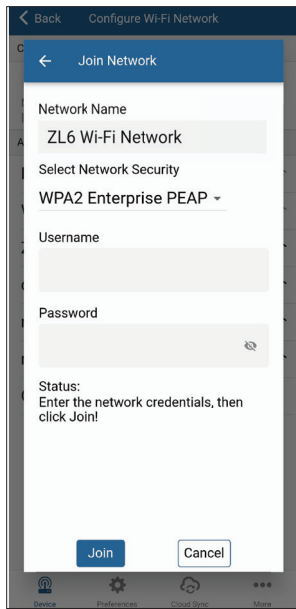 Back Configure Wi-Fi Network
Join Network
Network Name
ZL6 Wi-Fi Network
Select Network Security
WPA2 Enterprise PEAP
Username
Password
Status:
Enter the network credentials, then
click Join!
Join Cancel
Device Preferences Cloud Sync More